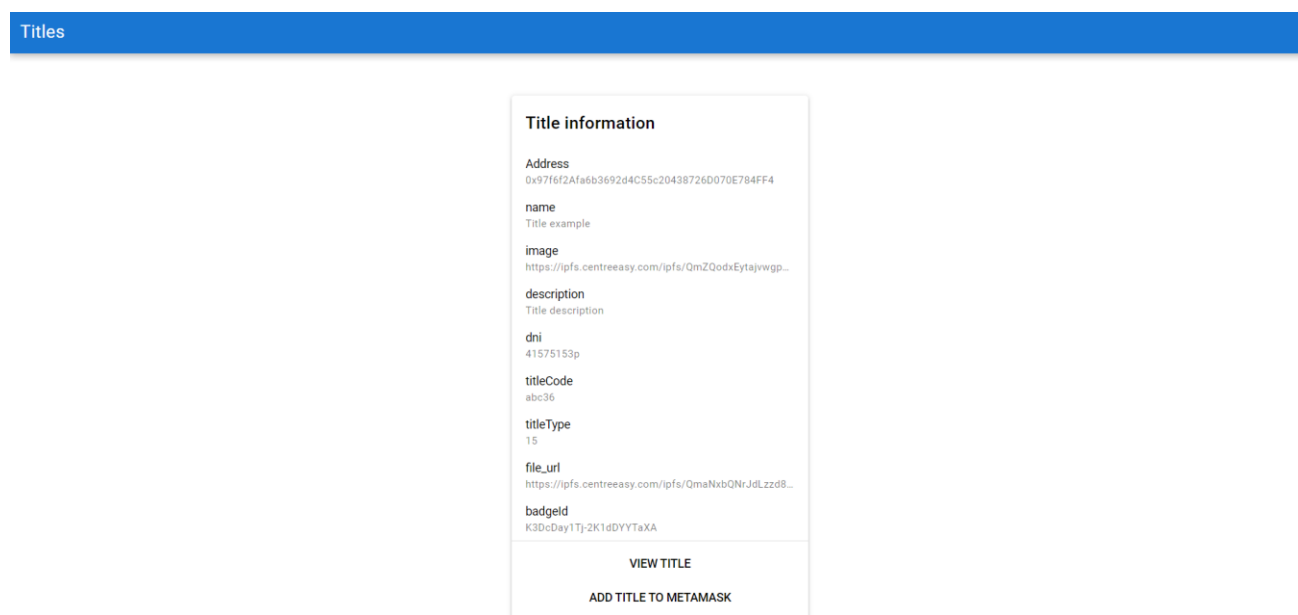 Titles
Title information
Address
0x97f6f2Afa6b3692d4C55c20438726D070E784FF4
name
Title example
image
https://ipfs.centreeasy.com/ipfs/QmZQodxEytajvwgp…
description
Title description
dni
41575153p
titleCode
abc36
titleType
15
file_url
https://ipfs.centreeasy.com/ipfs/QmaNxbQNrJdLzzd8…
badgeId
K3DcDay1Tj-2K1dDYYTaXA
VIEW TITLE
ADD TITLE TO METAMASK